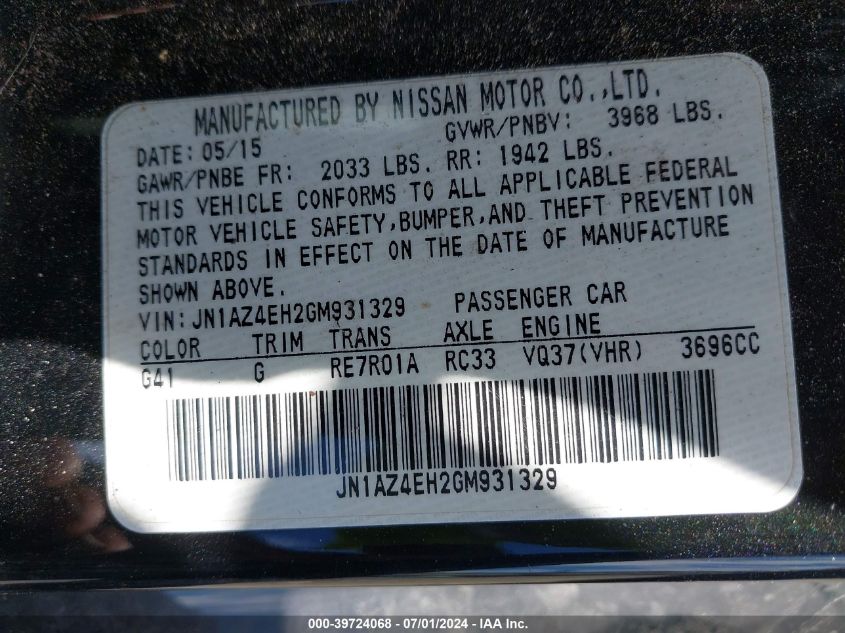 MANUFACTURED BY NISSAN MOTOR CO.,LTD.
DATE: 05/15 GVWR/PNBV: 3968 LBS.
GAWR/PNBE FR: 2033 LBS. RR: 1942 LBS.
THIS VEHICLE CONFORMS TO ALL APPLICABLE FEDERAL
MOTOR VEHICLE SAFETY,BUMPER,AND THEFT PREVENTION
STANDARDS IN EFFECT ON THE DATE OF MANUFACTURE
SHOWN ABOVE.
VIN:JN1AZ4EH2GM931329 PASSENGER CAR
COLOR TRIM TRANS AXLE ENGINE
G41 G RE7R01A RC33 VQ37(VHR) 3696CC
JN1AZ4EH2GM931329
000-39724068 - 07/01/2024 - IAA Inc.